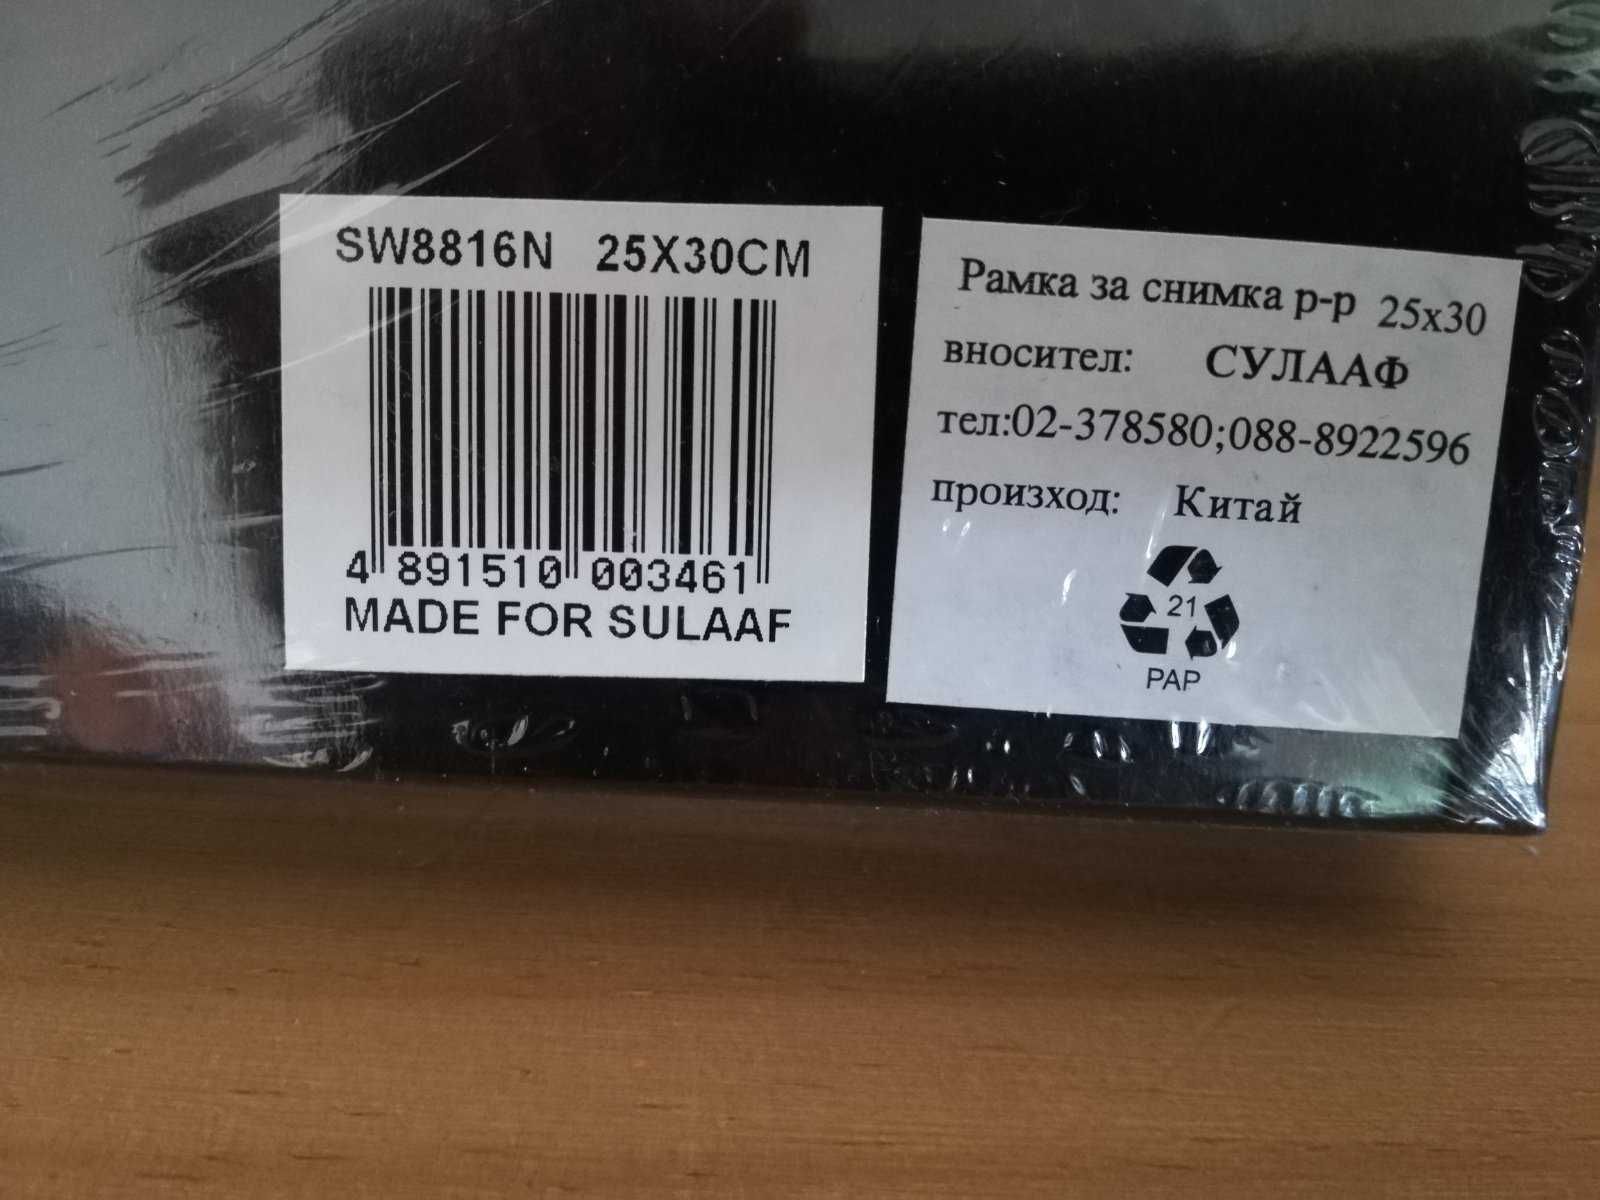 SW8816N 25X30CM
4 891510 003461
MADE FOR SULAAF
Рамка за снимка р-р 25х30
вносител: СУЛААФ
тел:02-378580;088-8922596
произход: Китай
21
PAP